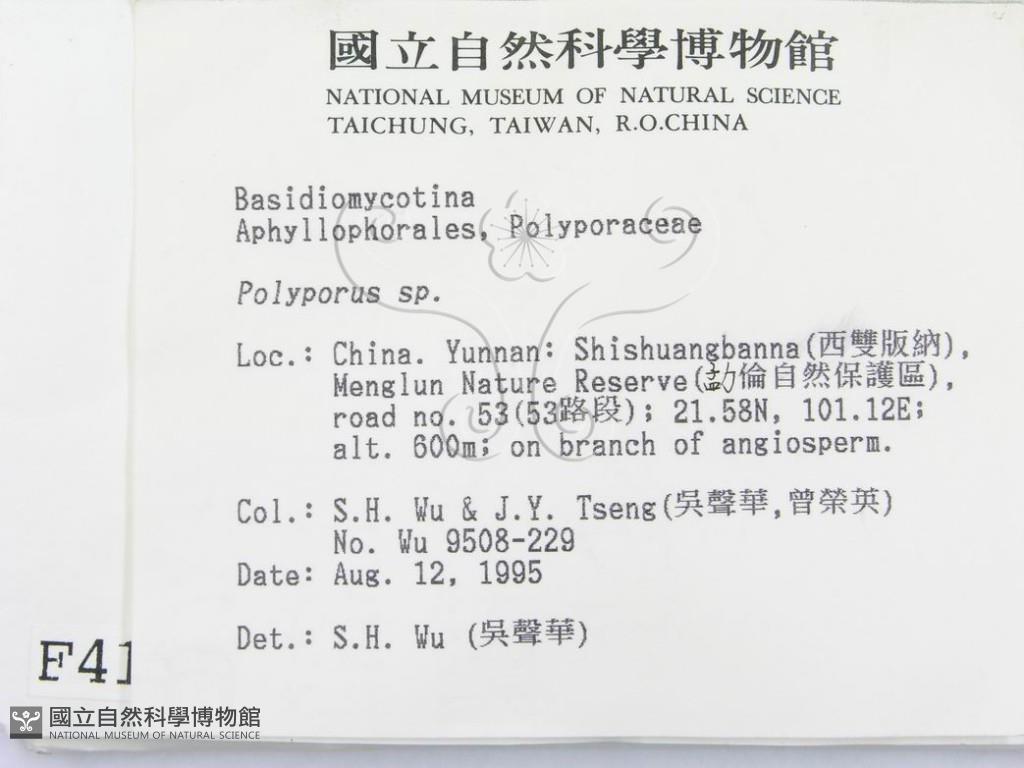 國立自然科學博物館
NATIONAL MUSEUM OF NATURAL SCIENCE
TAICHUNG, TAIWAN, R.O.CHINA
Basidiomycotina
Aphyllophorales, Polyporaceae
Polyporus sp.
Loc.: China. Yunnan: Shishuangbanna(西雙版納),
Menglun Nature Reserve(勐倫自然保護區),
road no. 53(53路段); 21.58N, 101.12E;
alt. 600m; on branch of angiosperm.
Col.: S.H. Wu & J.Y. Tseng(吳聲華,曾榮英)
No. Wu 9508-229
Date: Aug. 12, 1995
Det.: S.H. Wu (吳聲華)
F41
國立自然科學博物館
NATIONAL MUSEUM OF NATURAL SCIENCE